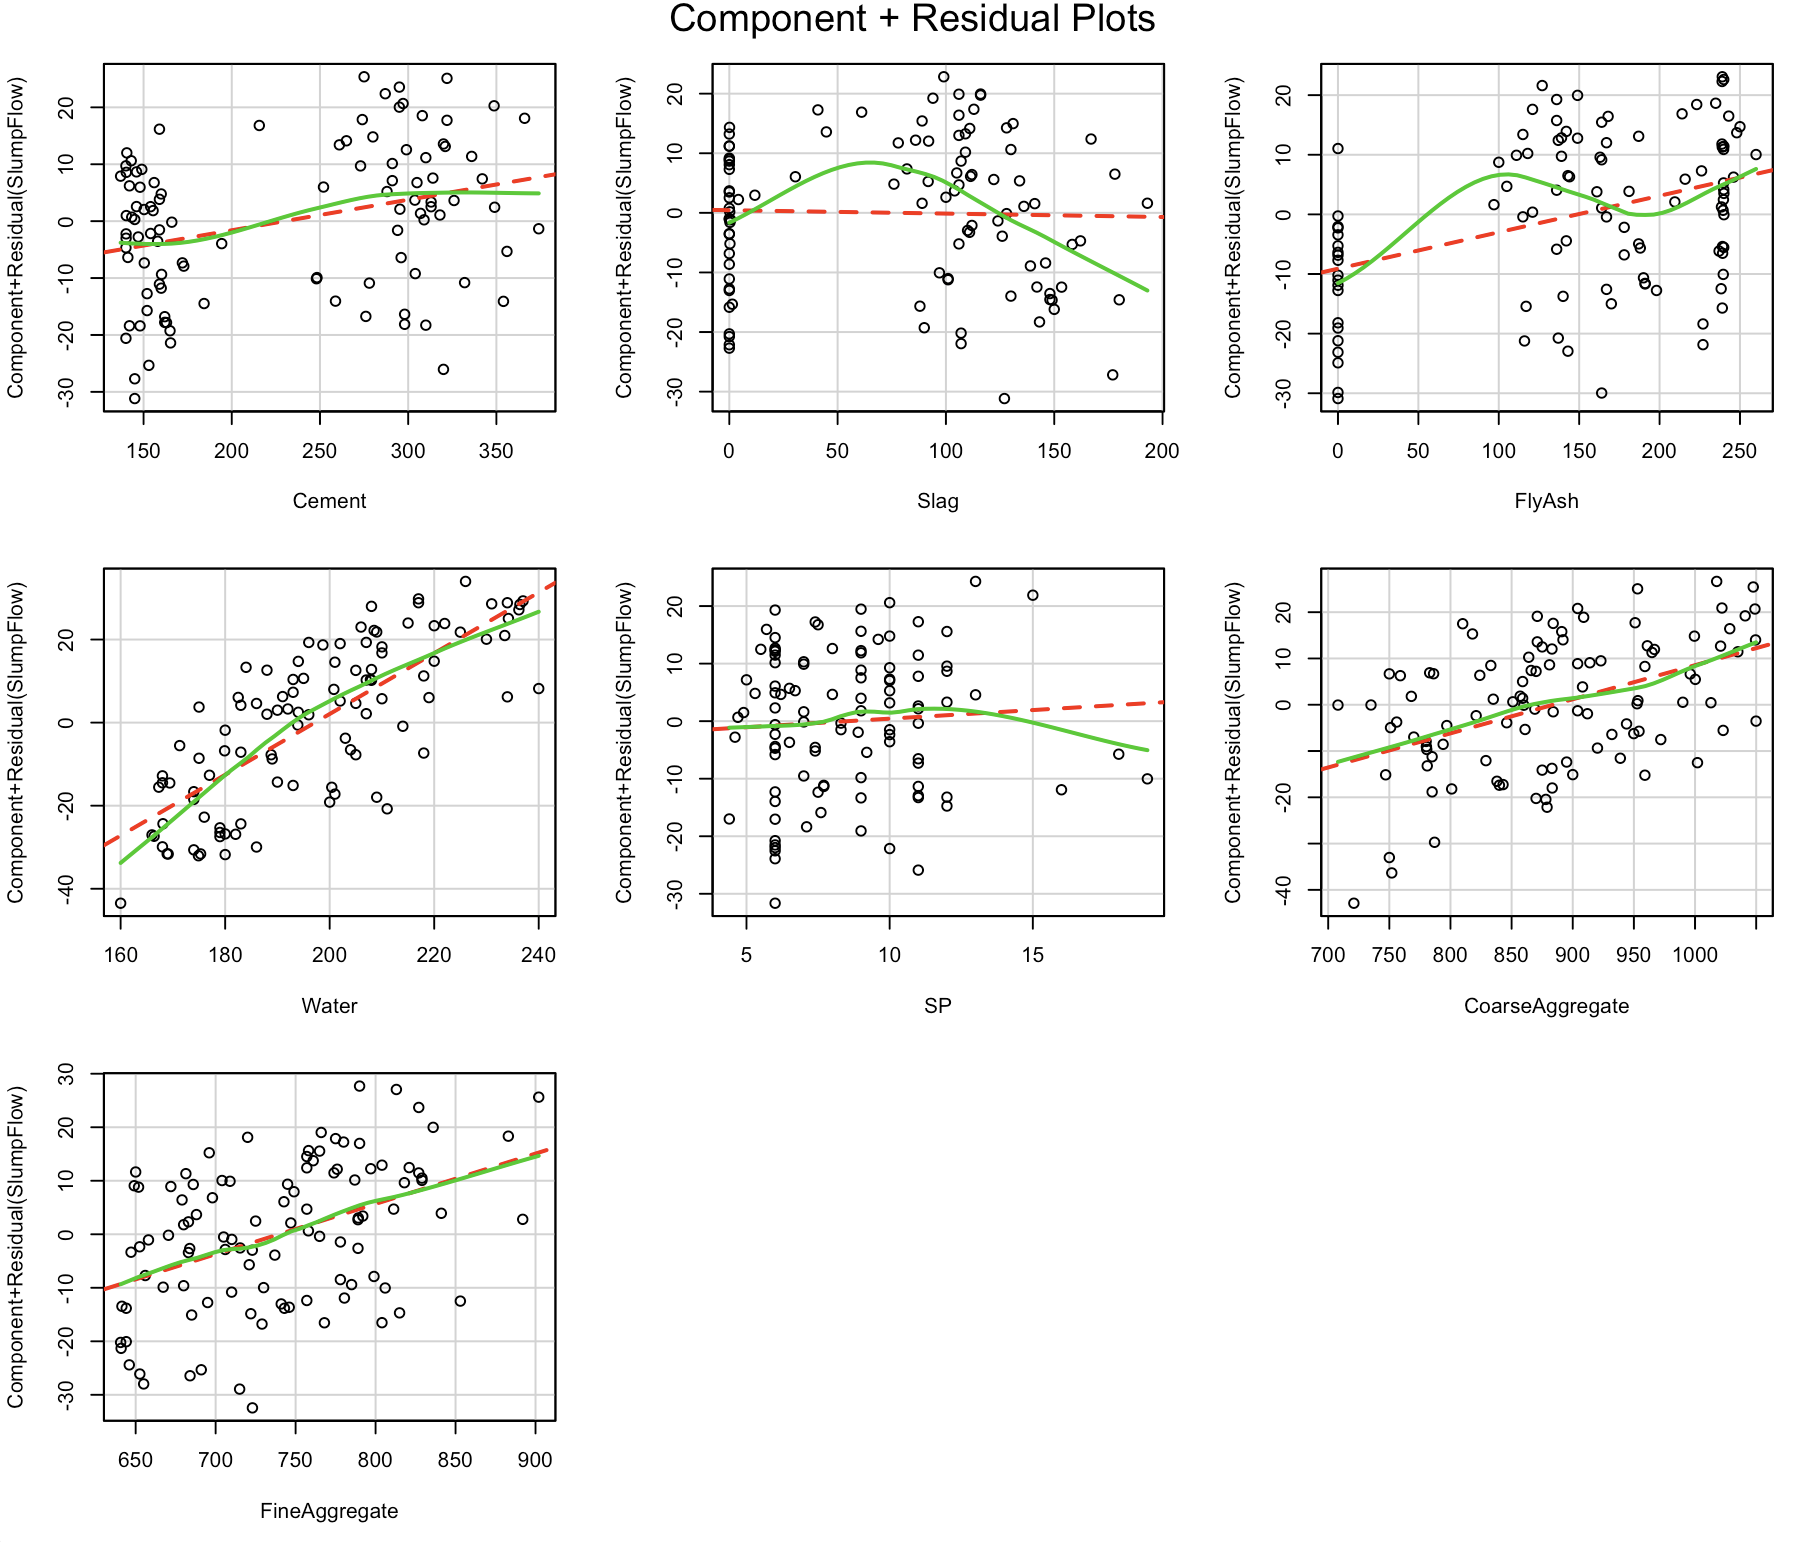 Component + Residual Plots
Component+Residual(SlumpFlow)
20
10
0
-10
-20
-30
150 200 250 300 350
Cement
Component+Residual(SlumpFlow)
20
10
0
-10
-20
-30
0 50 100 150 200
Slag
Component+Residual(SlumpFlow)
20
10
0
-10
-20
-30
0 50 100 150 200 250
FlyAsh
Component+Residual(SlumpFlow)
20
0
-20
-40
160 180 200 220 240
Water
Component+Residual(SlumpFlow)
20
10
0
-10
-20
-30
5 10 15
SP
Component+Residual(SlumpFlow)
20
10
0
-20
-40
700 750 800 850 900 950 1000
CoarseAggregate
Component+Residual(SlumpFlow)
30
20
10
0
-10
-20
-30
650 700 750 800 850 900
FineAggregate